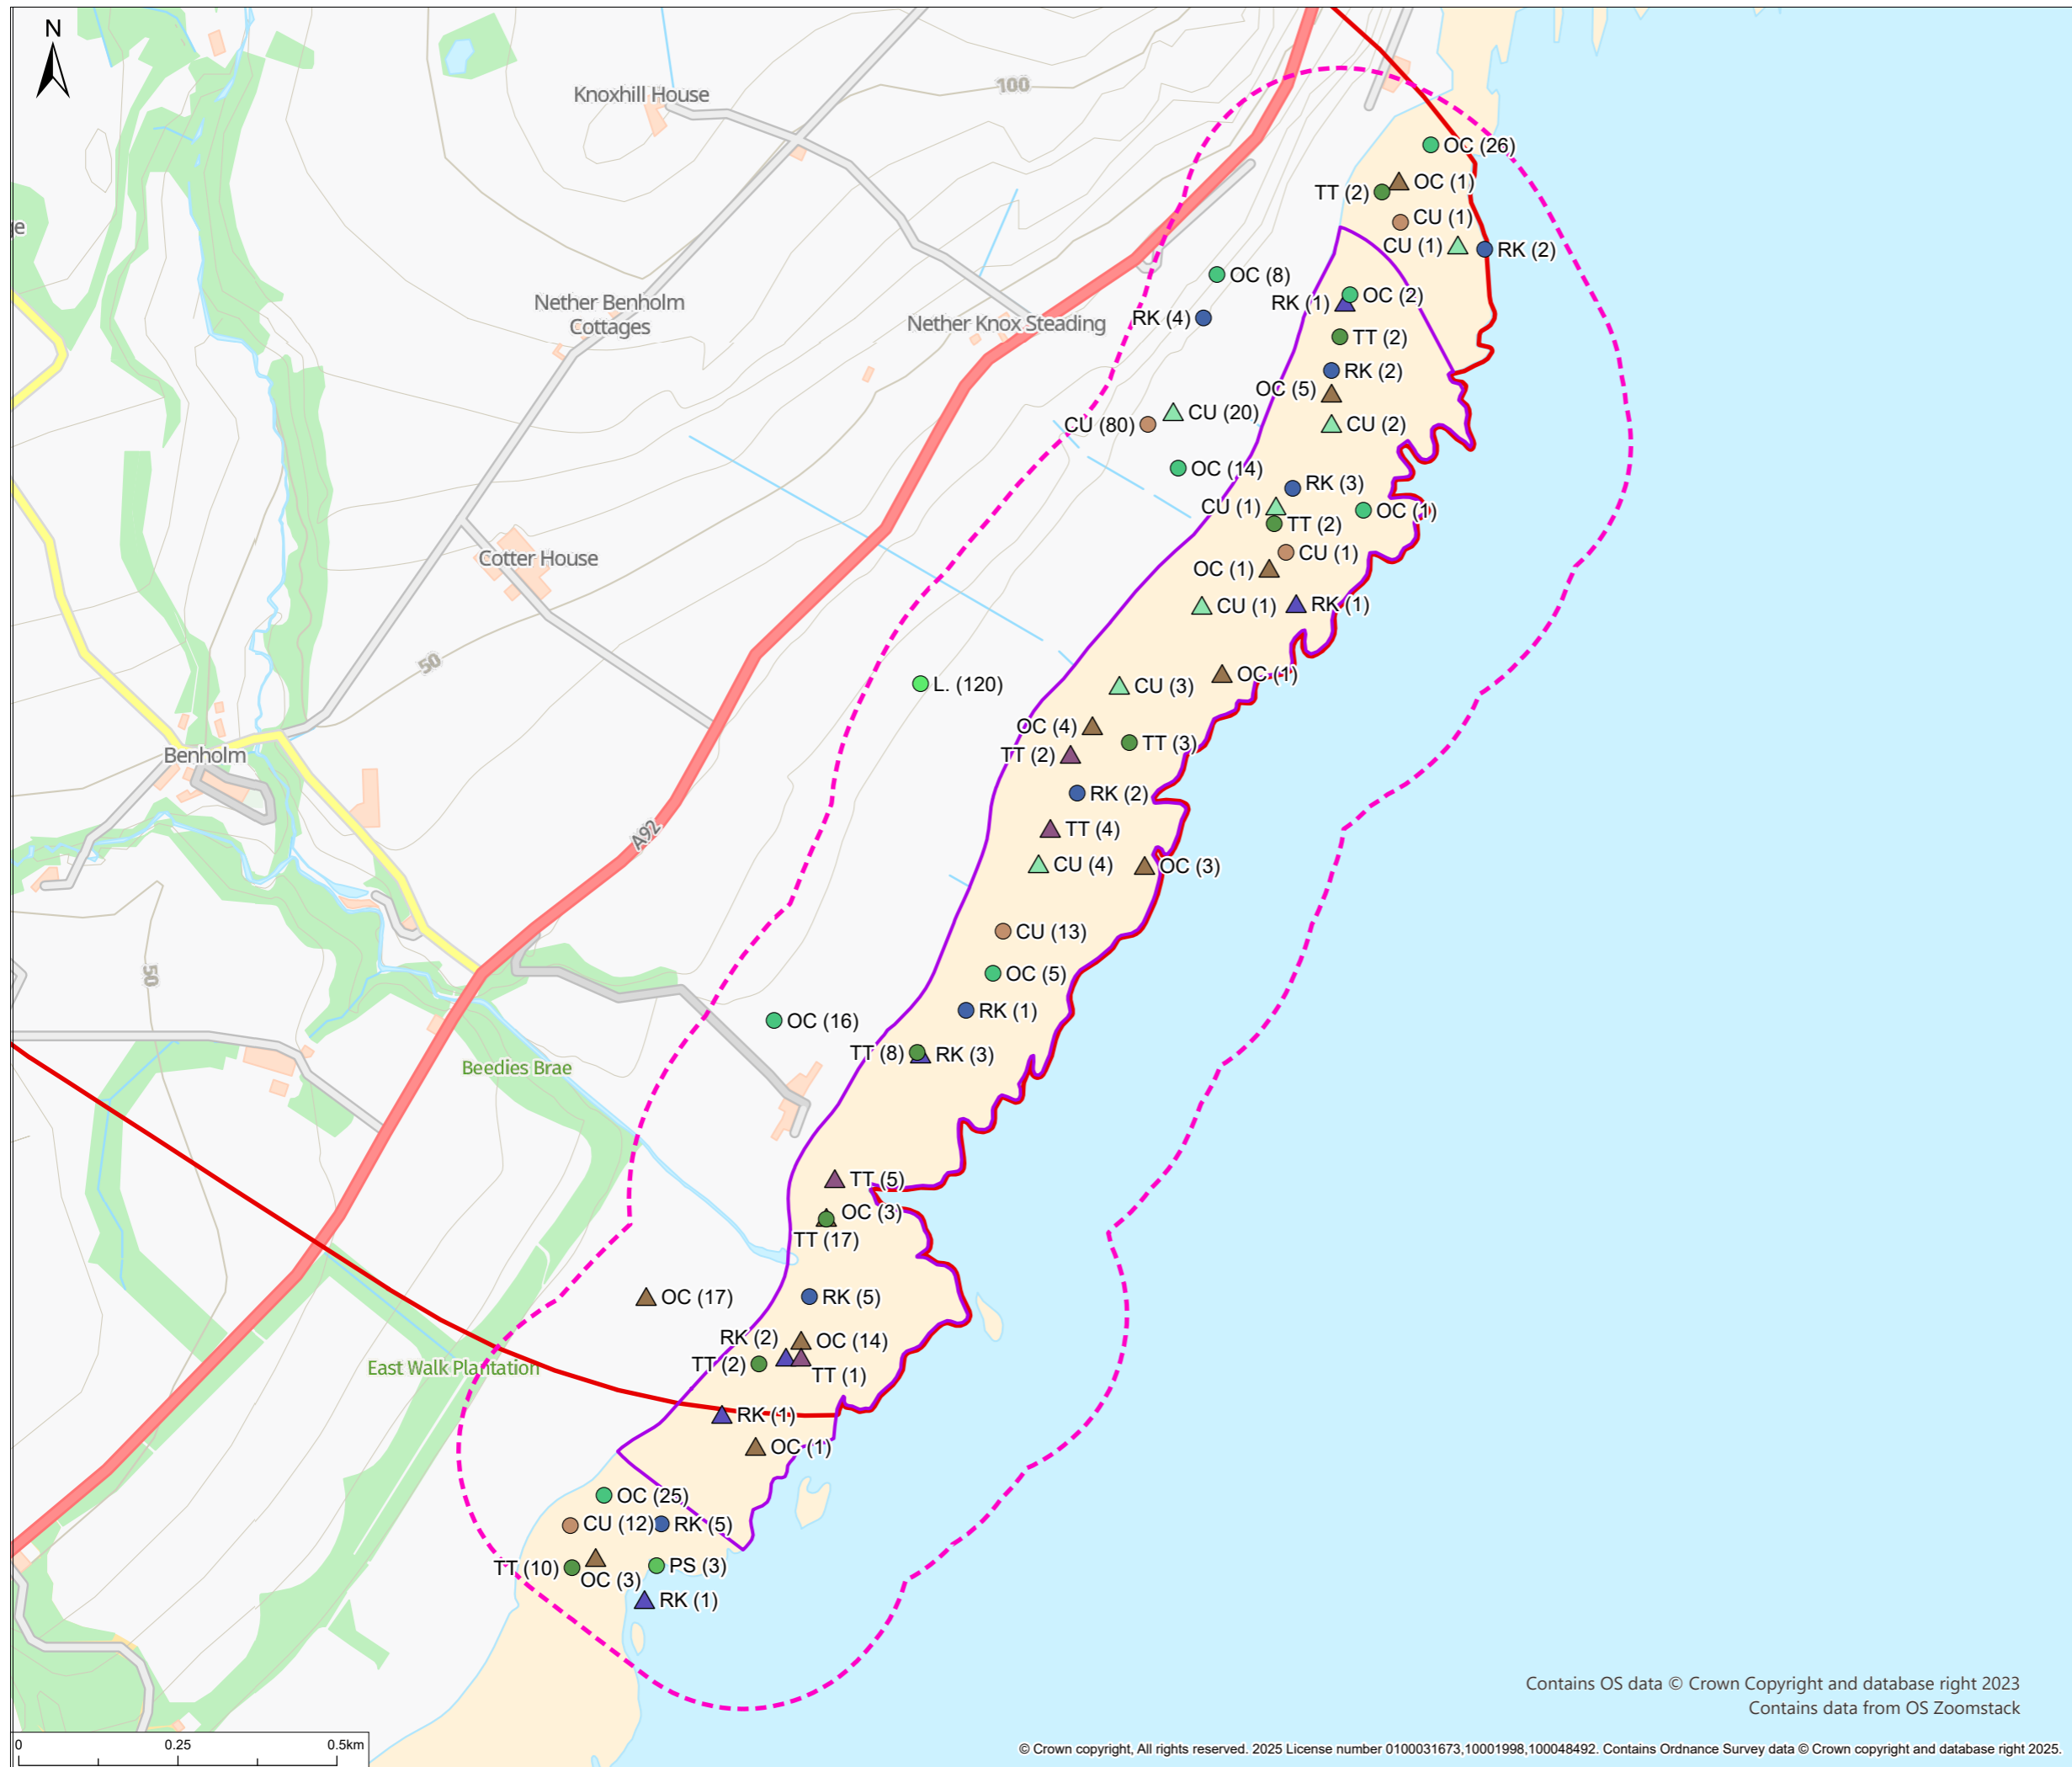 N
Knoxhill House
100
OC (26)
OC (1)
TT (2)
CU (1)
CU (1)
RK (2)
ge
OC (8)
OC (2)
RK (1)
Nether Benholm
Cottages
Nether Knox Steading
RK (4)
TT (2)
RK (2)
OC (5)
CU (20)
CU (80)
CU (2)
OC (14)
RK (3)
CU (1)
OC (1)
TT (2)
Cotter House
CU (1)
OC (1)
CU (1)
RK (1)
50
OC (1)
L. (120)
CU (3)
OC (4)
TT (3)
TT (2)
Benholm
RK (2)
A92
TT (4)
CU (4)
OC (3)
CU (13)
50
OC (5)
RK (1)
OC (16)
TT (8)
RK (3)
Beedies Brae
TT (5)
OC (3)
TT (17)
OC (17)
RK (5)
RK (2)
OC (14)
TT (2)
TT (1)
East Walk Plantation
RK (1)
OC (1)
OC (25)
CU (12)
RK (5)
TT (10)
PS (3)
OC (3)
RK (1)
Contains OS data © Crown Copyright and database right 2023
Contains data from OS Zoomstack
0 0.25 0.5km
© Crown copyright, All rights reserved. 2025 License number 0100031673,10001998,100048492. Contains Ordnance Survey data © Crown copyright and database right 2025.